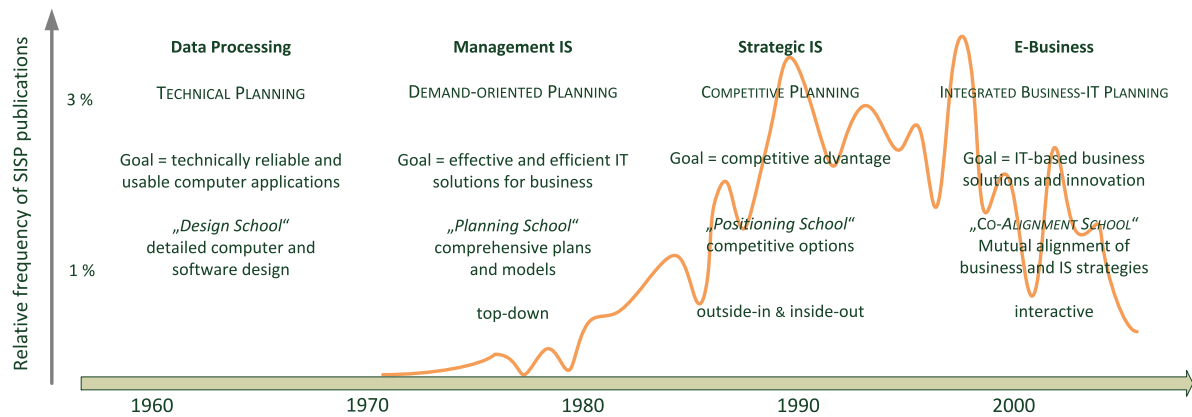 Relative frequency of SISP publications
3 %
1 %
Data Processing
TECHNICAL PLANNING
Goal = technically reliable and
usable computer applications
„Design School“
detailed computer and
software design
Management IS
DEMAND-ORIENTED PLANNING
Goal = effective and efficient IT
solutions for business
„Planning School“
comprehensive plans
and models
top-down
Strategic IS
COMPETITIVE PLANNING
Goal = competitive advantage
„Positioning School“
competitive options
outside-in & inside-out
E-Business
INTEGRATED BUSINESS-IT PLANNING
Goal = IT-based business
solutions and innovation
„CO-ALIGNMENT SCHOOL“
Mutual alignment of
business and IS strategies
interactive
1960
1970
1980
1990
2000